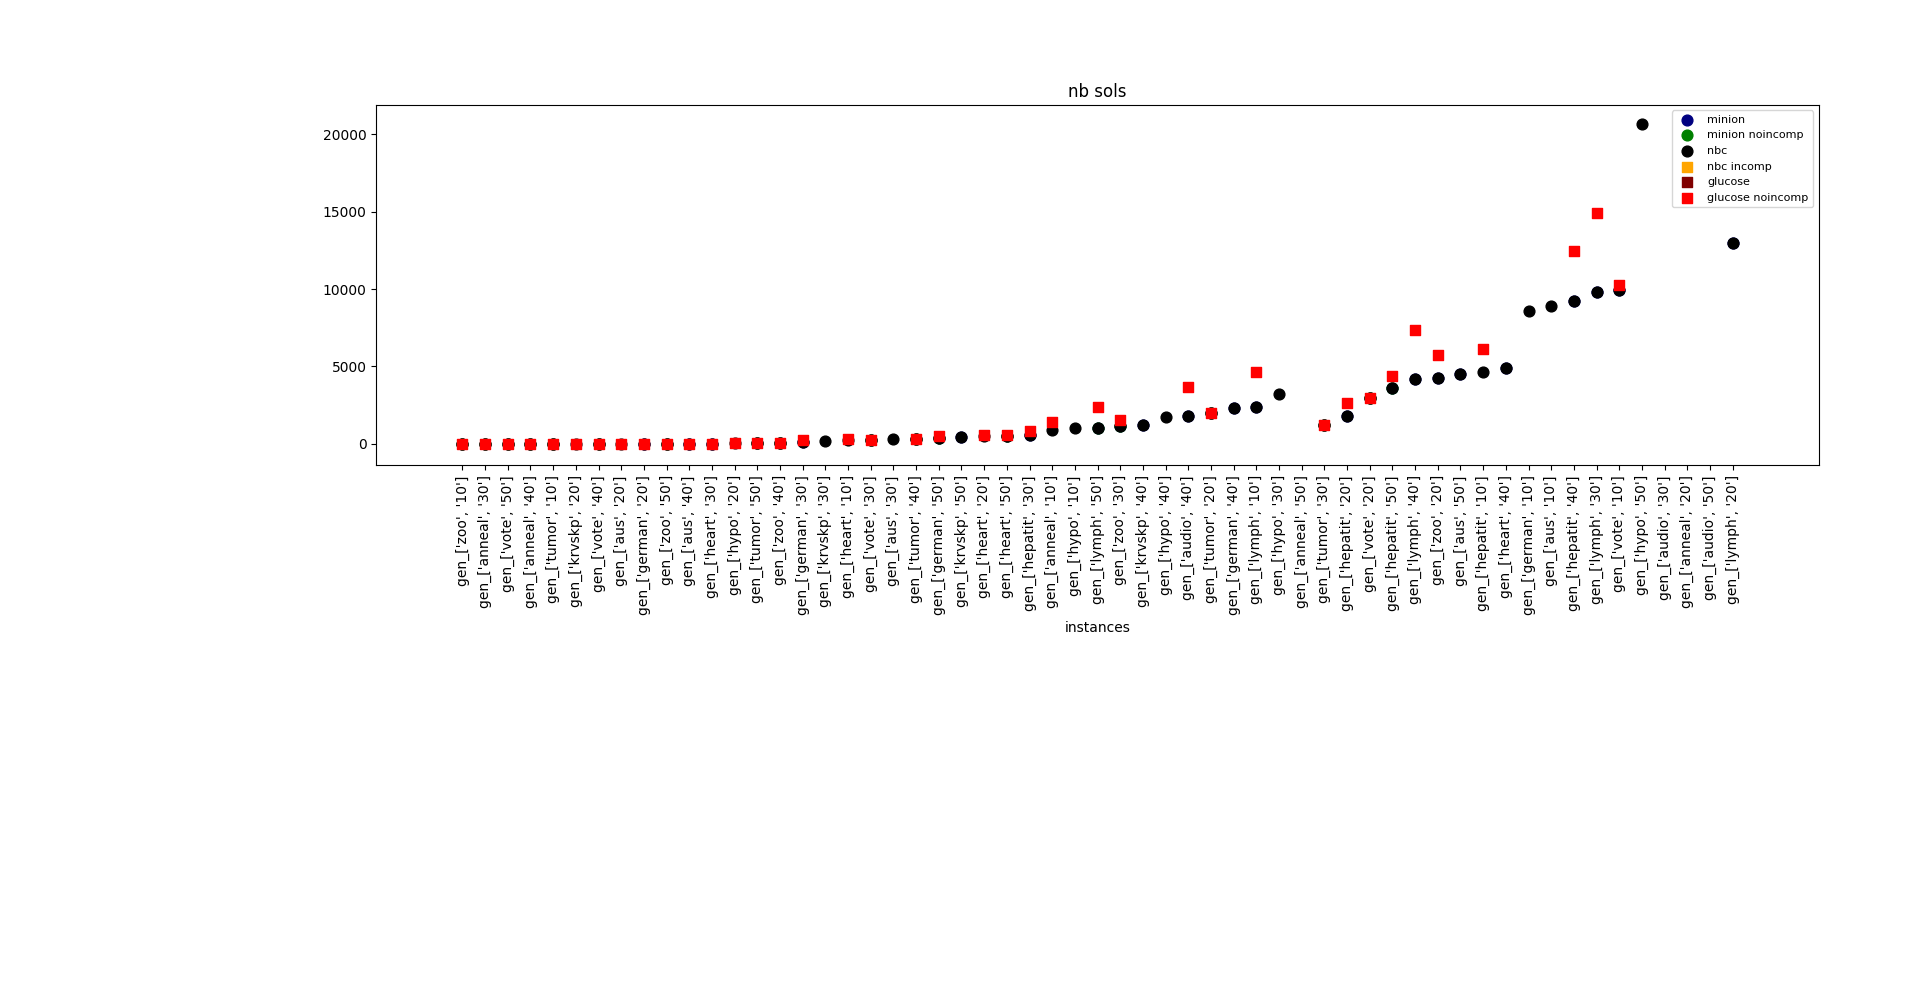 nb sols
20000
15000
10000
5000
0
minion
minion noincomp
nbc
nbc incomp
glucose
glucose noincomp
gen_['zoo', '10']
gen_['anneal', '30']
gen_['vote', '50']
gen_['anneal', '40']
gen_['tumor', '10']
gen_['krvskp', '20']
gen_['vote', '40']
gen_['aus', '20']
gen_['german', '20']
gen_['zoo', '50']
gen_['aus', '40']
gen_['heart', '30']
gen_['hypo', '20']
gen_['tumor', '50']
gen_['zoo', '40']
gen_['german', '30']
gen_['krvskp', '30']
gen_['heart', '10']
gen_['vote', '30']
gen_['aus', '30']
gen_['tumor', '40']
gen_['german', '50']
gen_['krvskp', '50']
gen_['heart', '20']
gen_['heart', '50']
gen_['hepatit', '30']
gen_['anneal', '10']
gen_['hypo', '10']
gen_['lymph', '50']
gen_['zoo', '30']
gen_['krvskp', '40']
gen_['hypo', '40']
gen_['audio', '40']
gen_['tumor', '20']
gen_['german', '40']
gen_['lymph', '10']
gen_['hypo', '30']
gen_['anneal', '50']
gen_['tumor', '30']
gen_['hepatit', '20']
gen_['vote', '20']
gen_['hepatit', '50']
gen_['lymph', '40']
gen_['zoo', '20']
gen_['aus', '50']
gen_['hepatit', '10']
gen_['heart', '40']
gen_['german', '10']
gen_['aus', '10']
gen_['hepatit', '40']
gen_['lymph', '30']
gen_['vote', '10']
gen_['hypo', '50']
gen_['audio', '30']
gen_['anneal', '20']
gen_['audio', '50']
gen_['lymph', '20']
instances